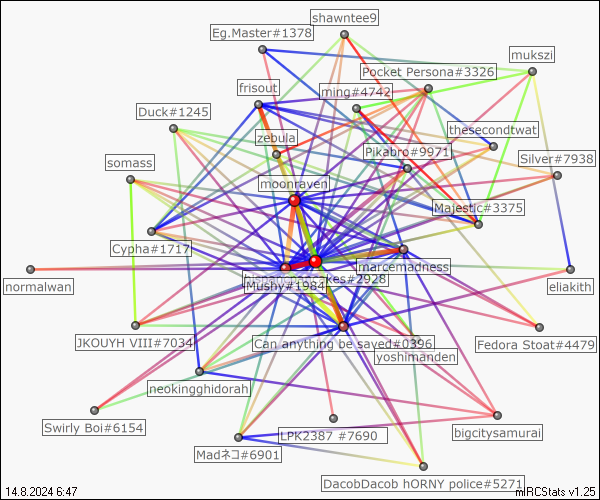 shawntee9
Eg.Master#1378
mukszi
Pocket Persona#3326
frisout
ming#4742
Duck#1245
thesecondtwat
zebula
Pikabro#9971
Silver#7938
somass
moonraven
Majestic#3375
Cypha#1717
marcemadness
normalwan
kes#2928
Mushy#1984
eliakith
JKOUYH VIII#7034
Can anything be saved#0396
Fedora Stoat#4479
yoshimanden
neokingghidorah
Swirly Boi#6154
LPK2387 #7690
bigcitysamurai
Madネコ#6901
DacobDacob hORNY police#5271
14.8.2024 6:47
mIRCStats v1.25